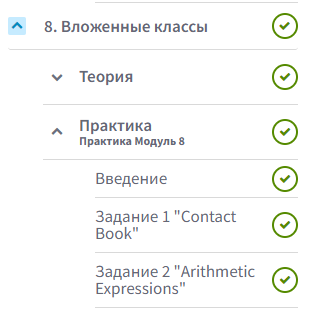 8. Вложенные классы
Теория
Практика
Практика Модуль 8
Введение
Задание 1 "Contact
Book"
Задание 2 "Arithmetic
Expressions"